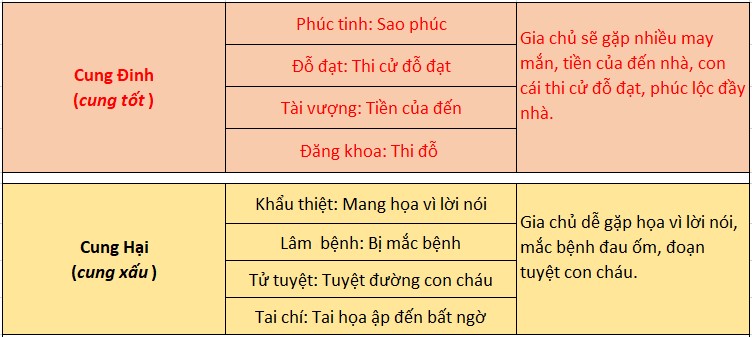 Cung Đinh
(cung tốt)
Phúc tinh: Sao phúc
Đỗ đạt: Thi cử đỗ đạt
Tài vượng: Tiền của đến
Đăng khoa: Thi đỗ
Gia chủ sẽ gặp nhiều may
mắn, tiền của đến nhà, con
cái thi cử đỗ đạt, phúc lộc đầy
nhà.
Cung Hại
(cung xấu)
Khẩu thiệt: Mang họa vì lời nói
Lâm bệnh: Bị mắc bệnh
Tử tuyệt: Tuyệt đường con cháu
Tai chí: Tai họa ập đến bất ngờ
Gia chủ dễ gặp họa vì lời nói,
mắc bệnh đau ốm, đoạn
tuyệt con cháu.